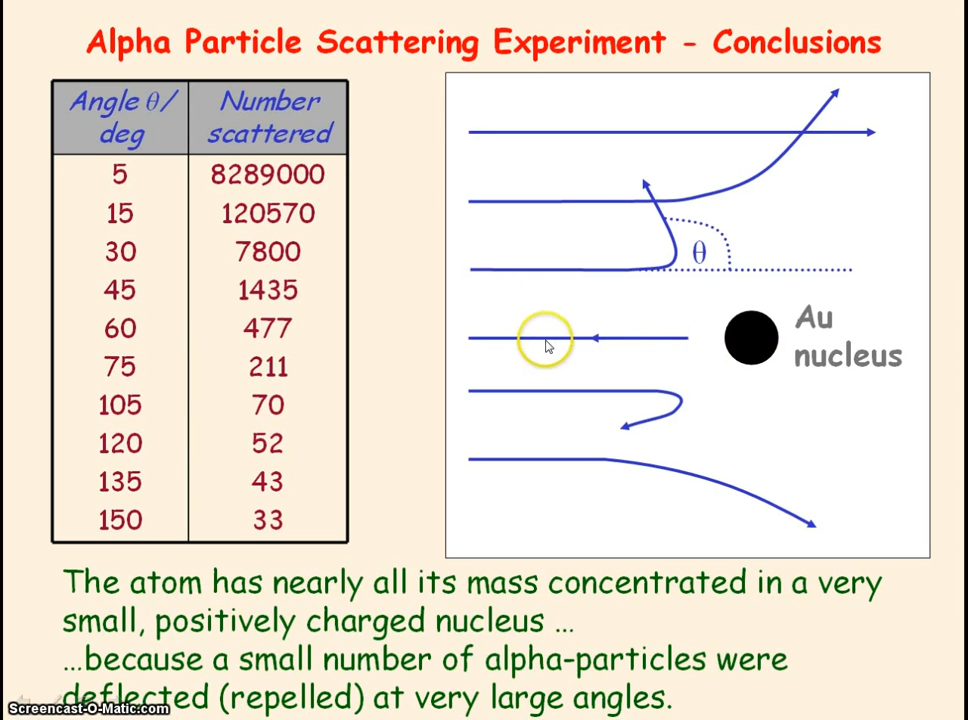 Alpha Particle Scattering Experiment - Conclusions
Angle θ/ deg
Number scattered
5 8289000
15 120570
30 7800
45 1435
60 477
75 211
105 70
120 52
135 43
150 33
θ
Au
nucleus
The atom has nearly all its mass concentrated in a very
small, positively charged nucleus ...
...because a small number of alpha-particles were
deflected (repelled) at very large angles.
Screencast-O-Matic.com